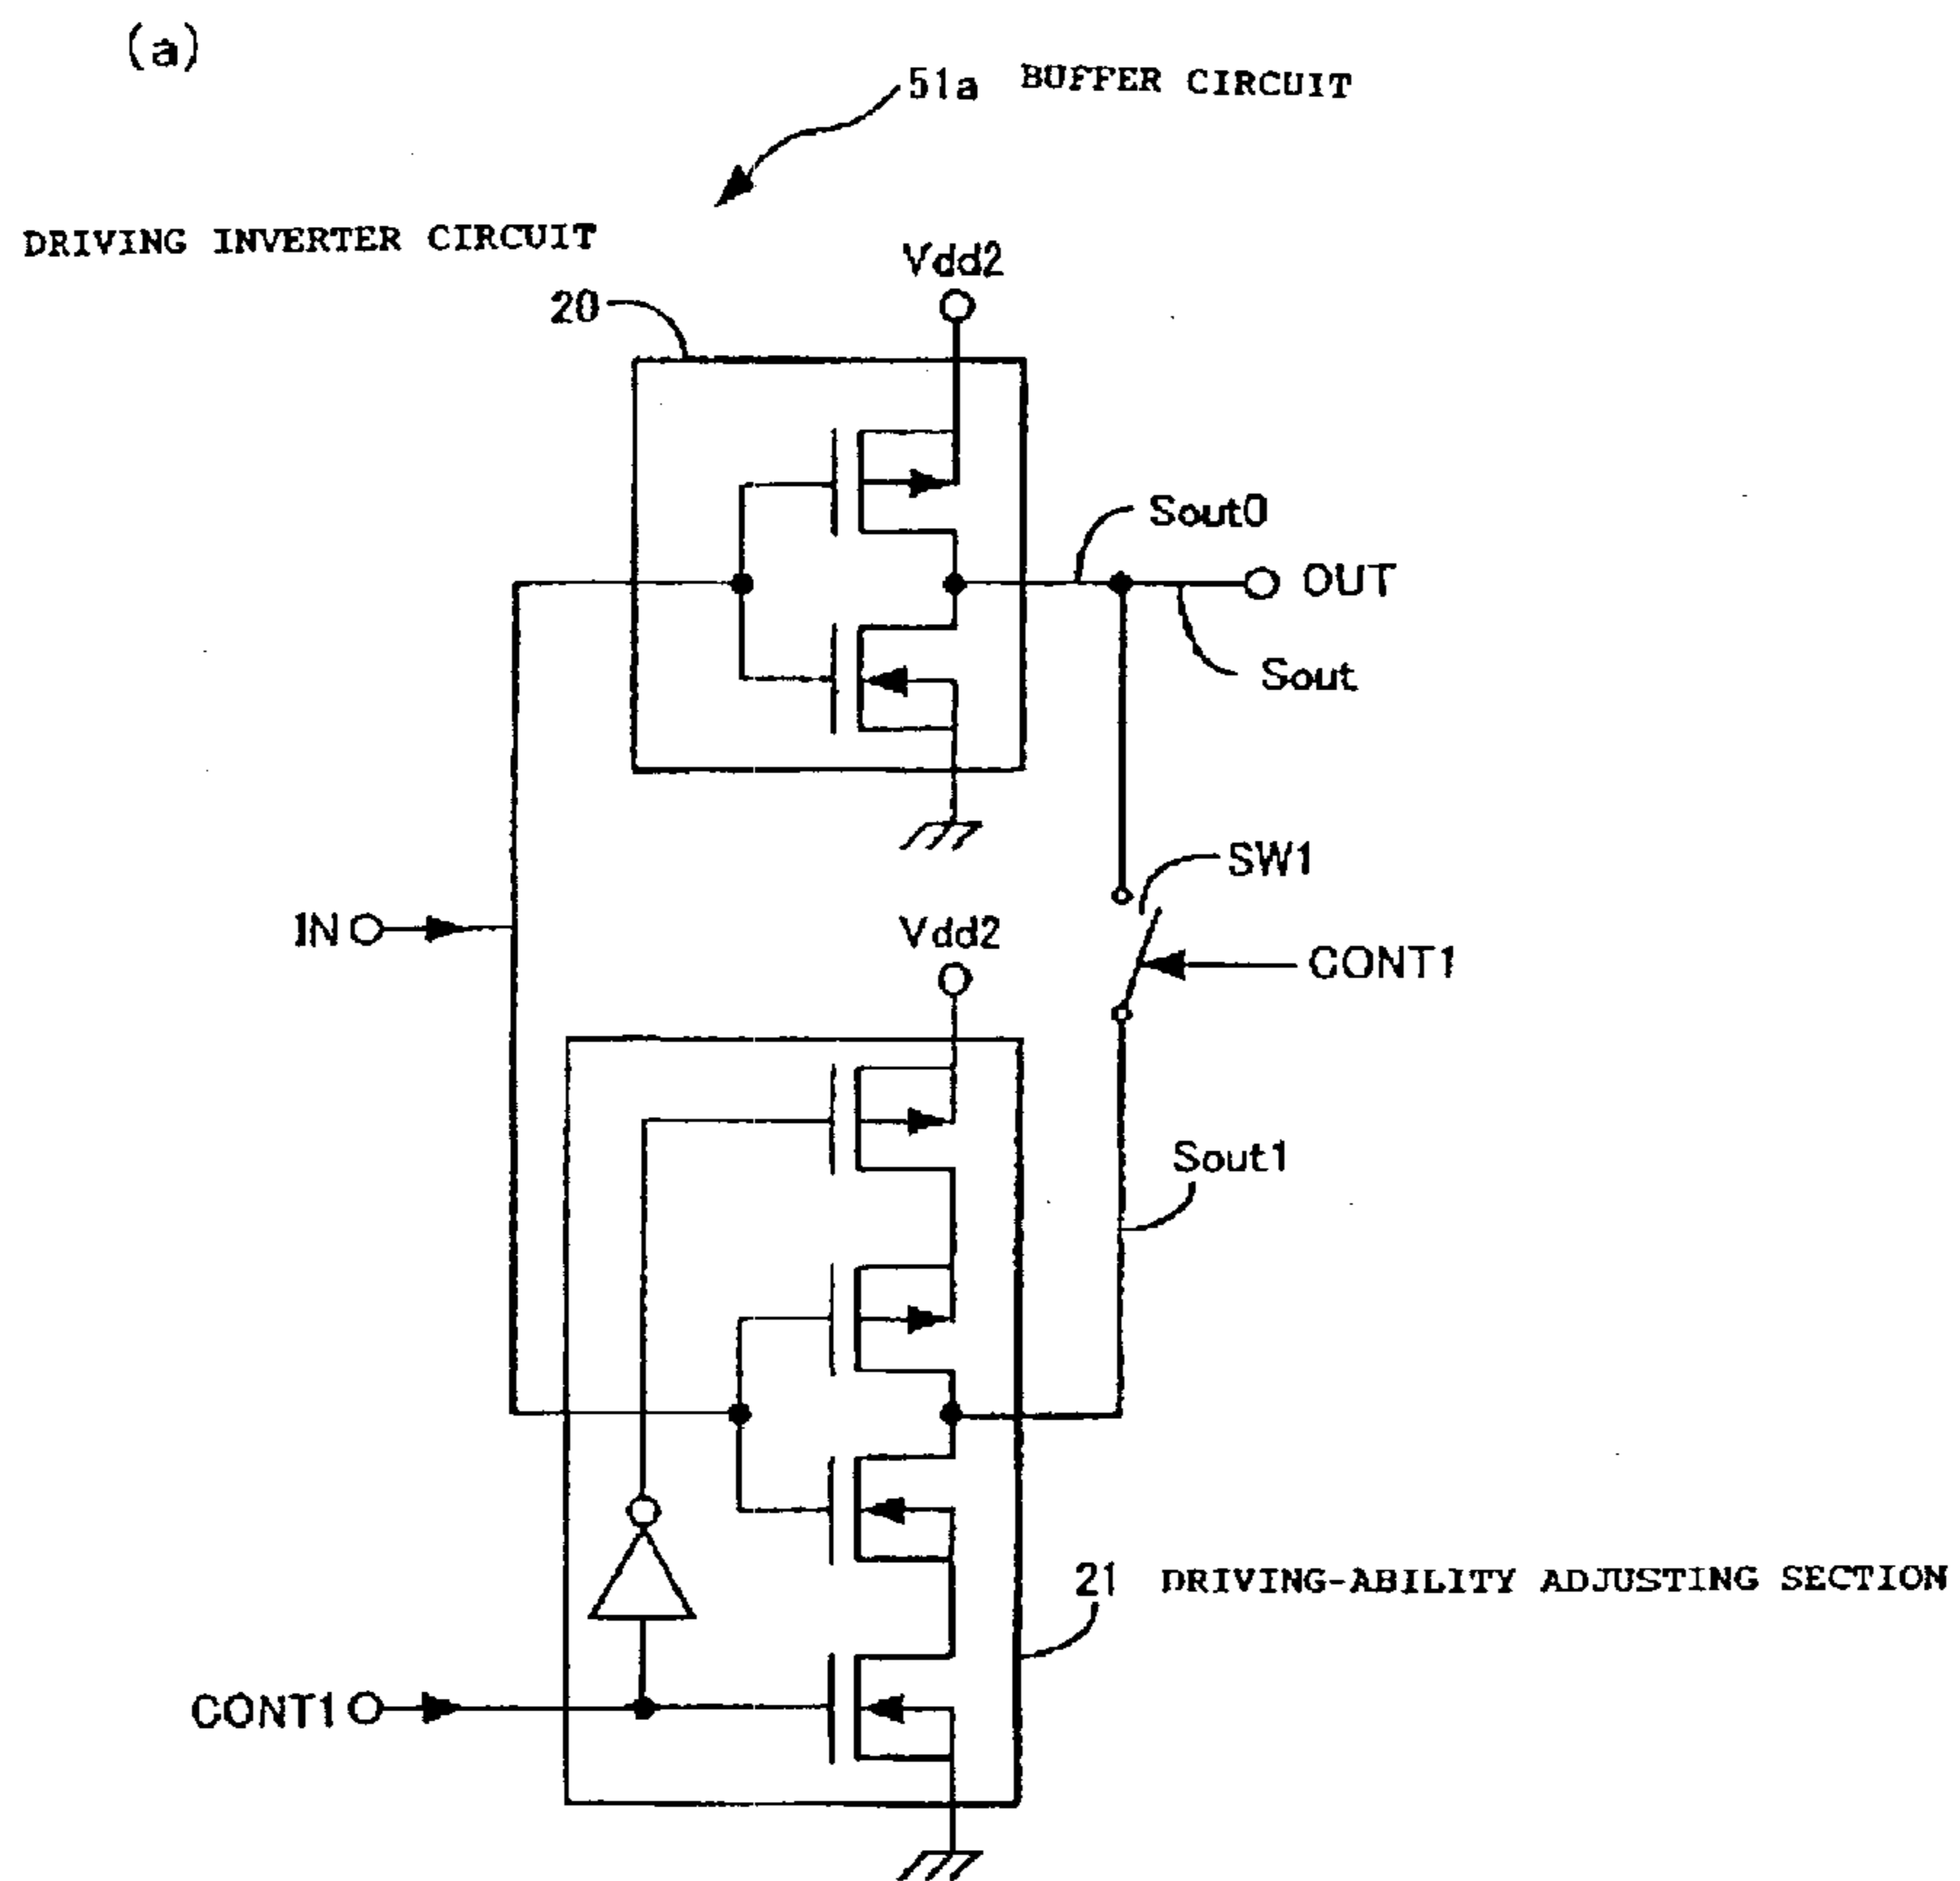 (a)
51a BUFFER CIRCUIT
DRIVING INVERTER CIRCUIT
Vdd2
20
Sout0
OUT
Sout
SW1
IN
Vdd2
CONT1
Sout1
21 DRIVING-ABILITY ADJUSTING SECTION
CONT1